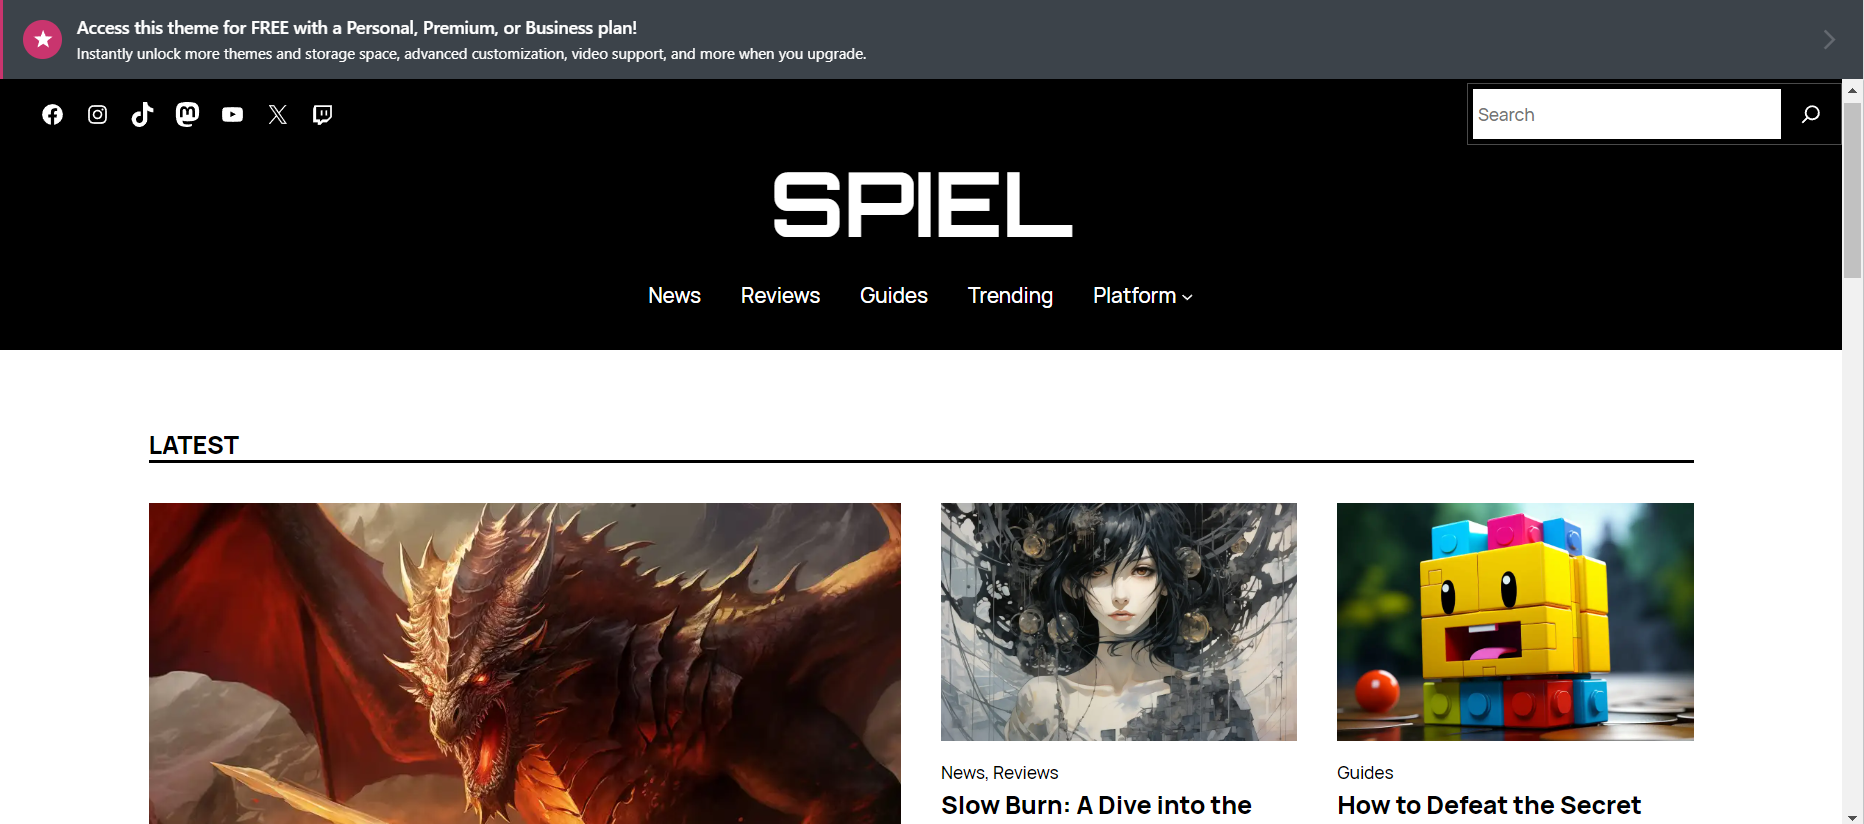 Access this theme for FREE with a Personal, Premium, or Business plan!
Instantly unlock more themes and storage space, advanced customization, video support, and more when you upgrade.
Search
SPIEL
News
Reviews
Guides
Trending
Platform
LATEST
News, Reviews
Slow Burn: A Dive into the
Guides
How to Defeat the Secret